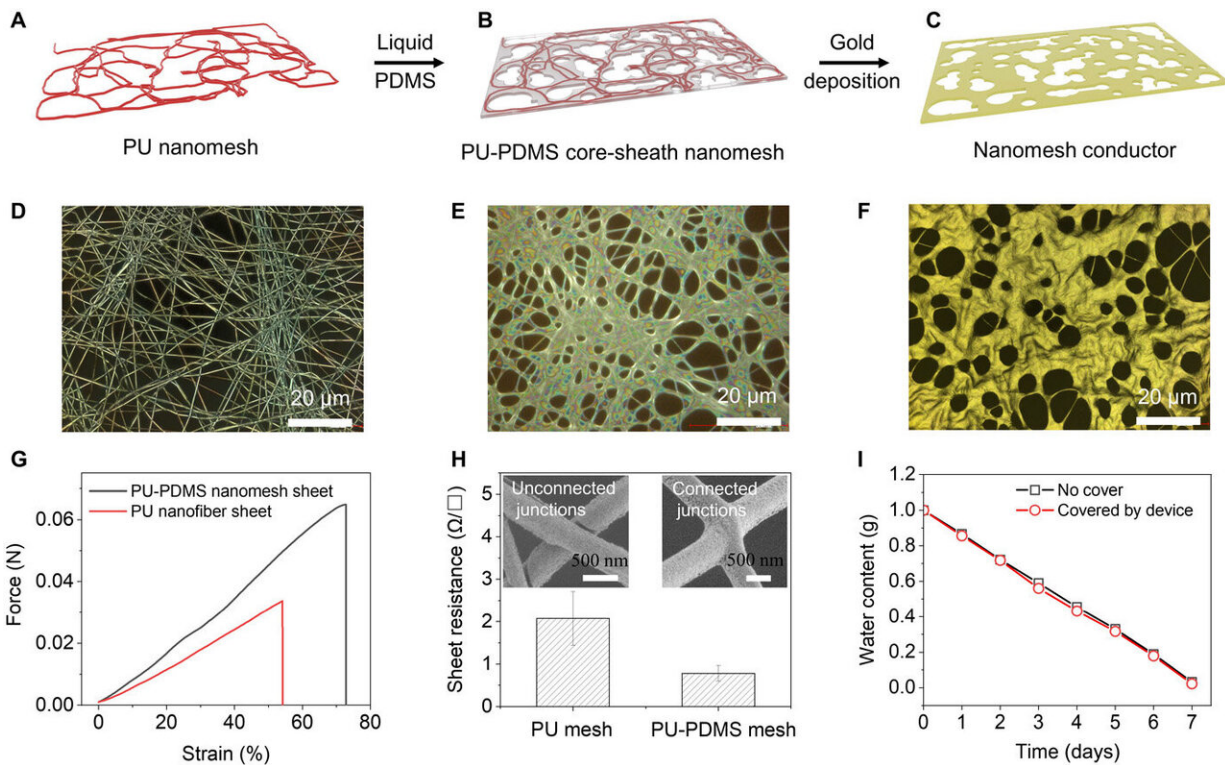 A
Liquid
PDMS
B
Gold
deposition
C
PU nanomesh
PU-PDMS core-sheath nanomesh
Nanomesh conductor
D
20 µm
E
20 µm
F
20 µm
G
PU-PDMS nanomesh sheet
PU nanofiber sheet
0.06
0.04
0.02
0.00
Force (N)
0 20 40 60 80
Strain (%)
H
Unconnected
junctions
500 nm
Connected
junctions
500 nm
5
4
3
2
1
0
Sheet resistance (Ω/□)
PU mesh PU-PDMS mesh
I
No cover
Covered by device
1.2
1.0
0.8
0.6
0.4
0.2
0.0
Water content (g)
0 1 2 3 4 5 6 7
Time (days)